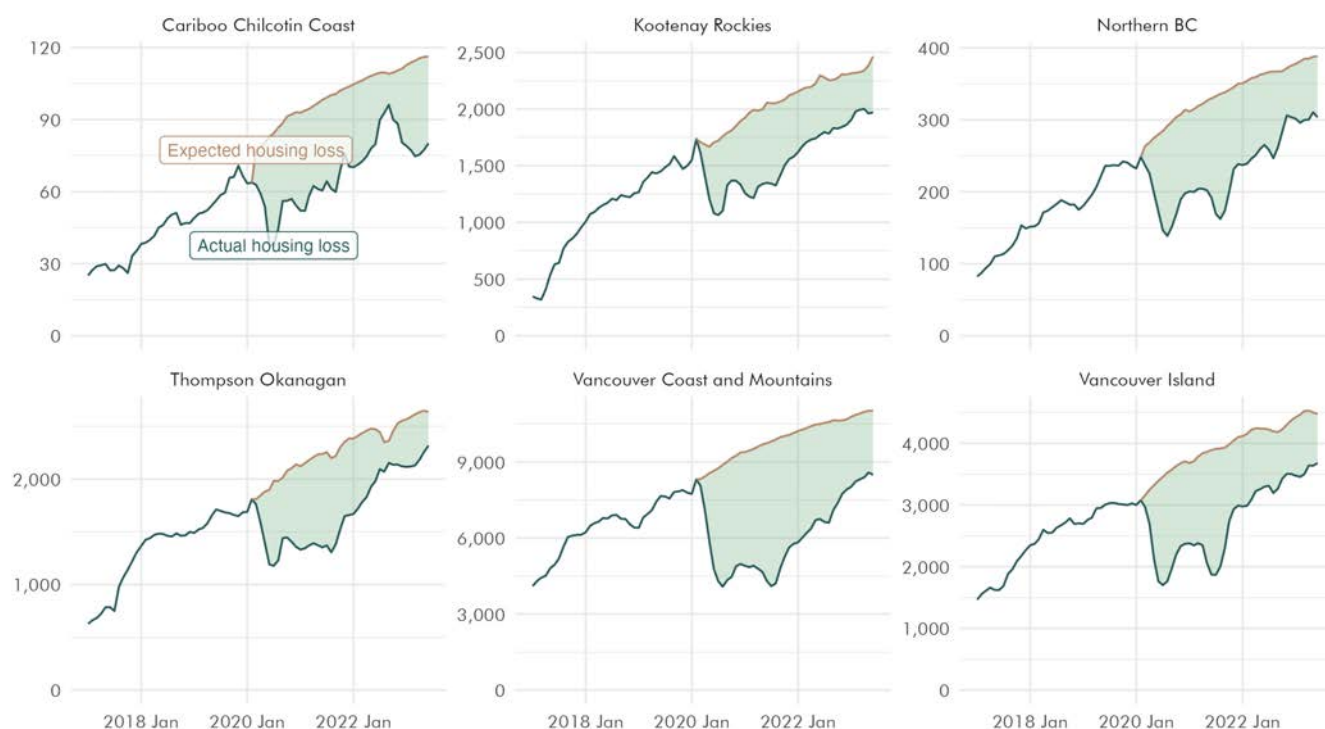 Cariboo Chilcotin Coast
Kootenay Rockies
Northern BC
120
90
60
30
0
Expected housing loss
Actual housing loss
2,500
2,000
1,500
1,000
500
0
400
300
200
100
0
Thompson Okanagan
Vancouver Coast and Mountains
Vancouver Island
2,000
1,000
0
9,000
6,000
3,000
0
4,000
3,000
2,000
1,000
0
2018 Jan 2020 Jan 2022 Jan
2018 Jan 2020 Jan 2022 Jan
2018 Jan 2020 Jan 2022 Jan